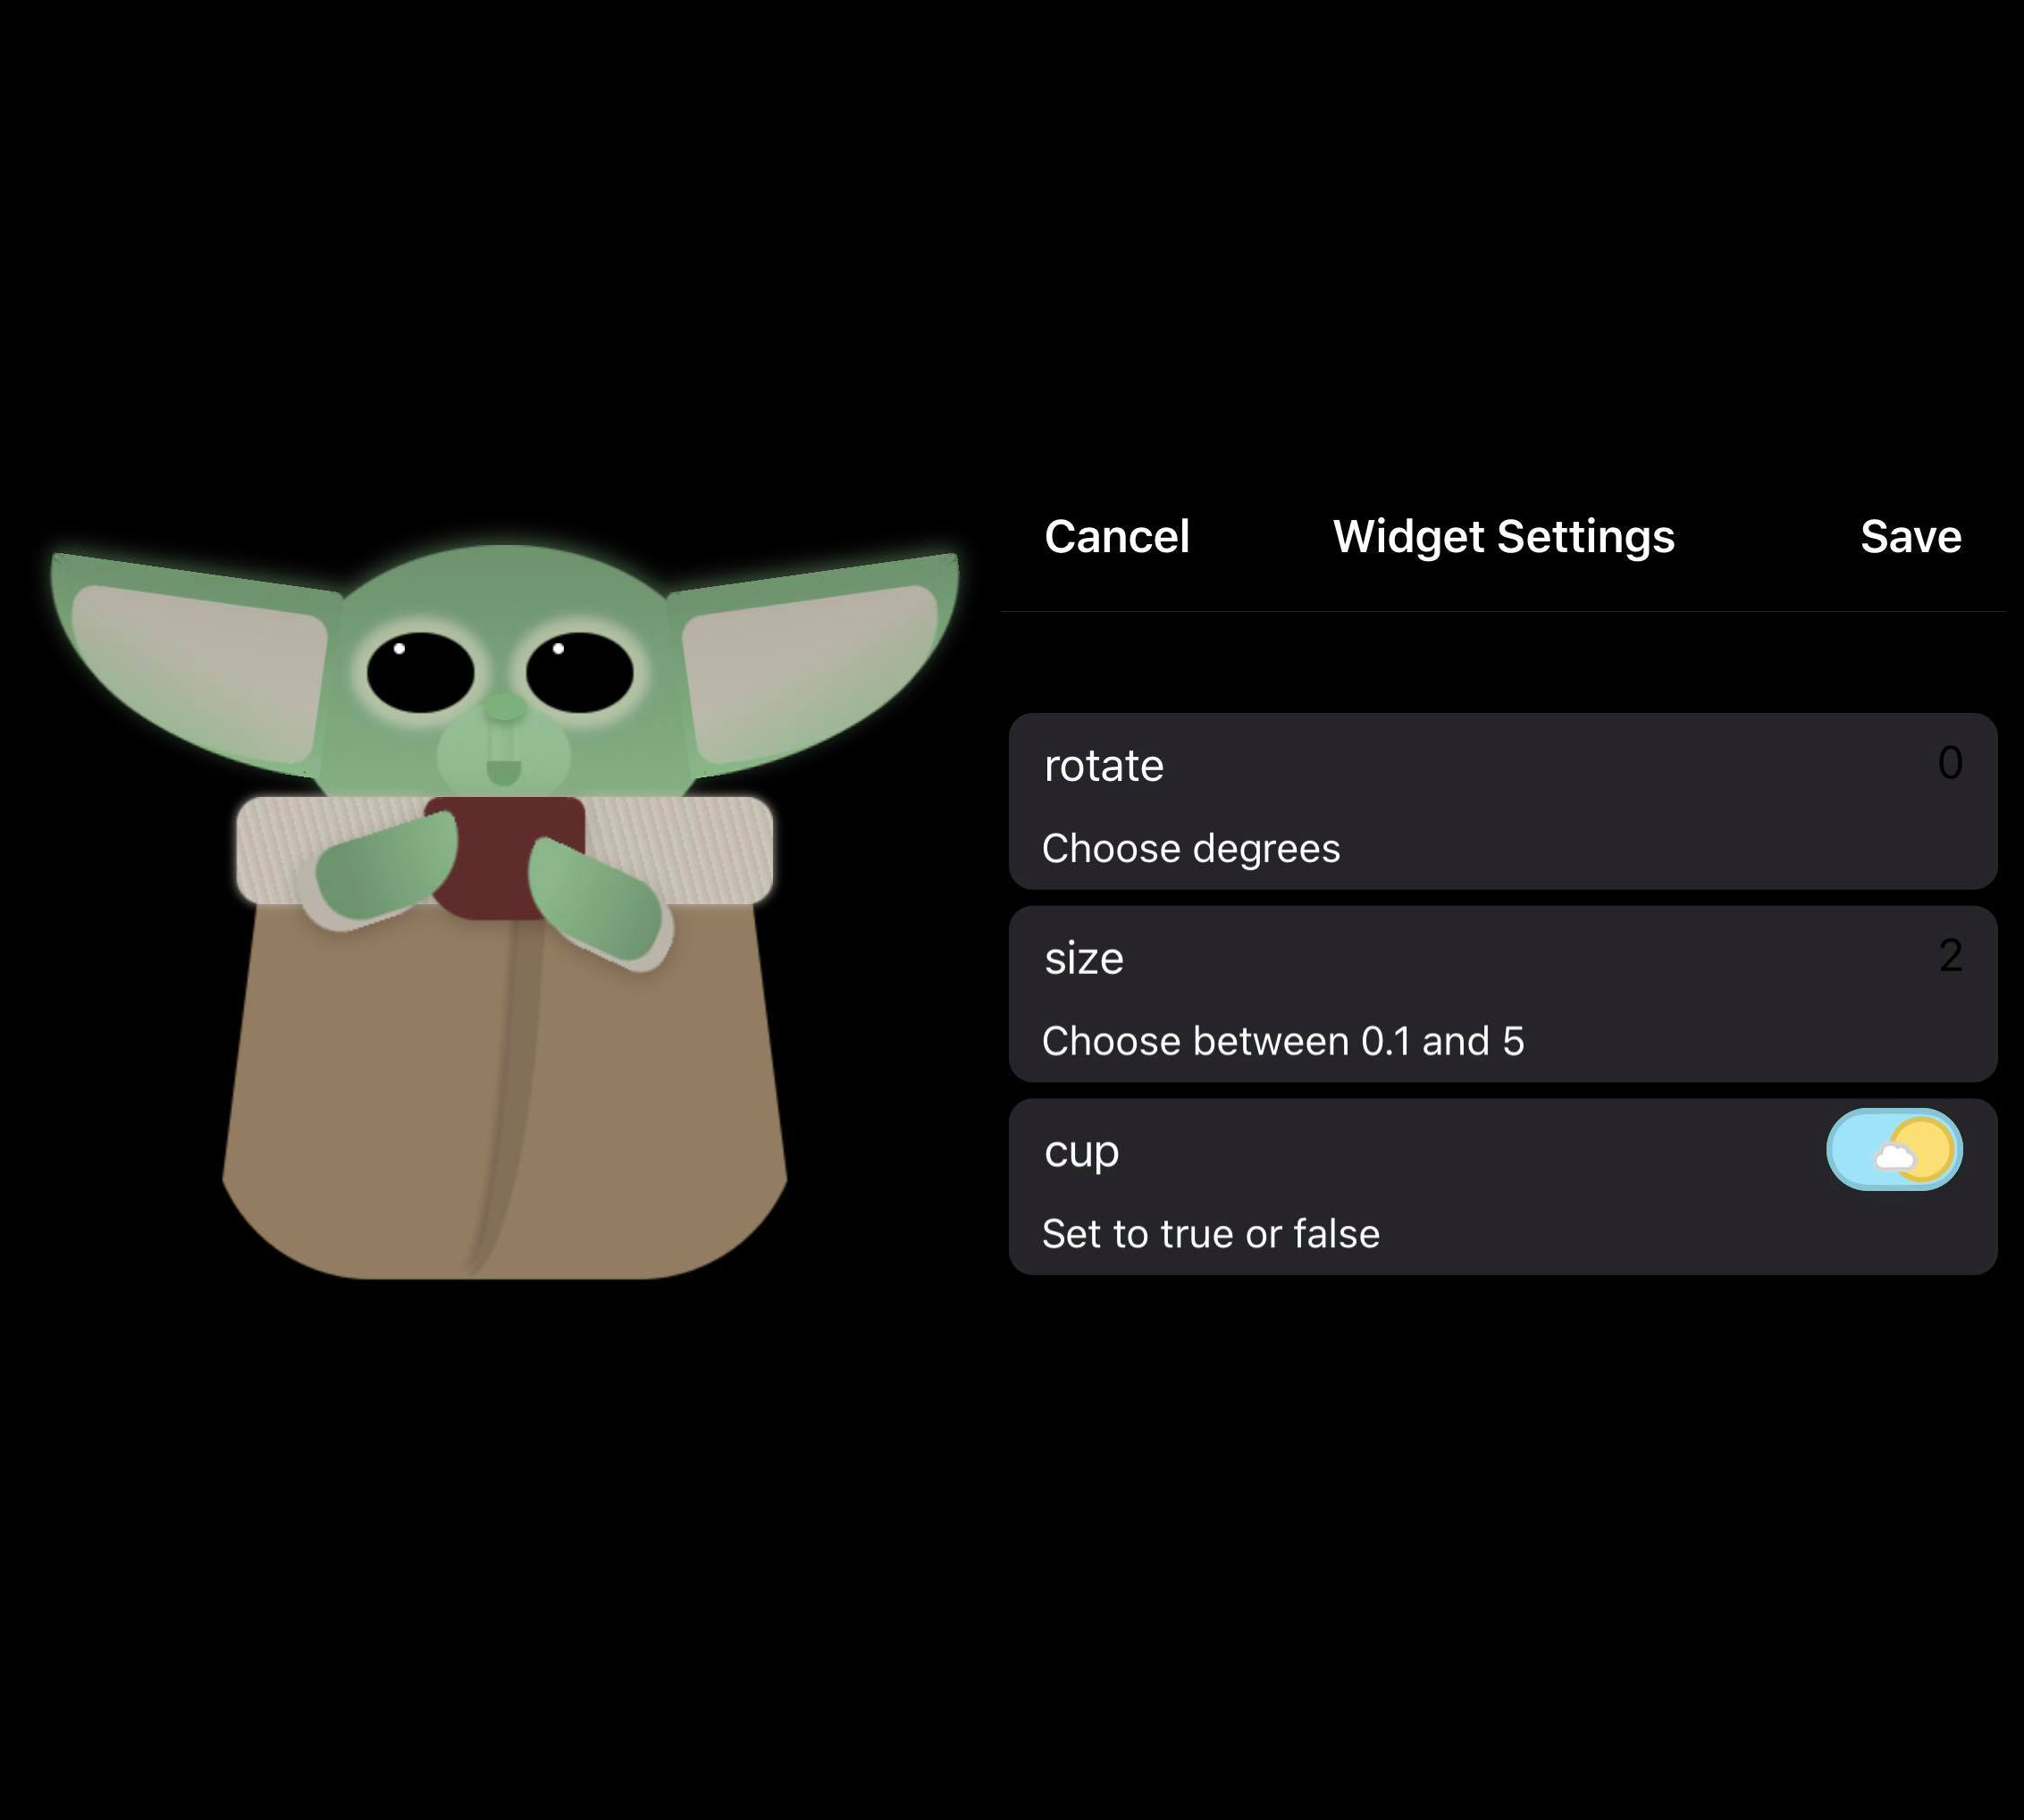 Cancel Widget Settings Save
rotate 0
Choose degrees
size 2
Choose between 0.1 and 5
cup
Set to true or false